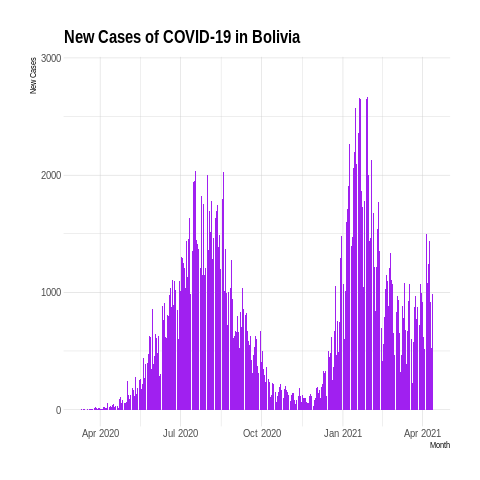 New Cases of COVID-19 in Bolivia
New Cases
3000
2000
1000
0
Apr 2020 Jul 2020 Oct 2020 Jan 2021 Apr 2021
Month